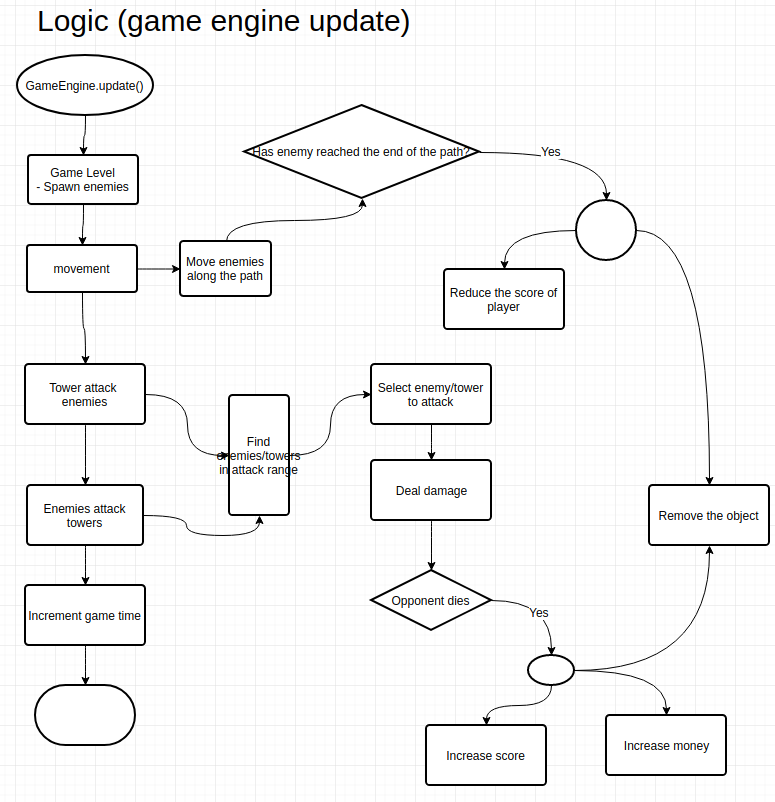 Logic (game engine update)
GameEngine.update()
Game Level
- Spawn enemies
Has enemy reached the end of the path?
Yes
movement
Move enemies
along the path
Reduce the score of
player
Tower attack
enemies
Find
enemies/towers
in attack range
Select enemy/tower
to attack
Deal damage
Enemies attack
towers
Remove the object
Increment game time
Opponent dies
Yes
Increase score
Increase money